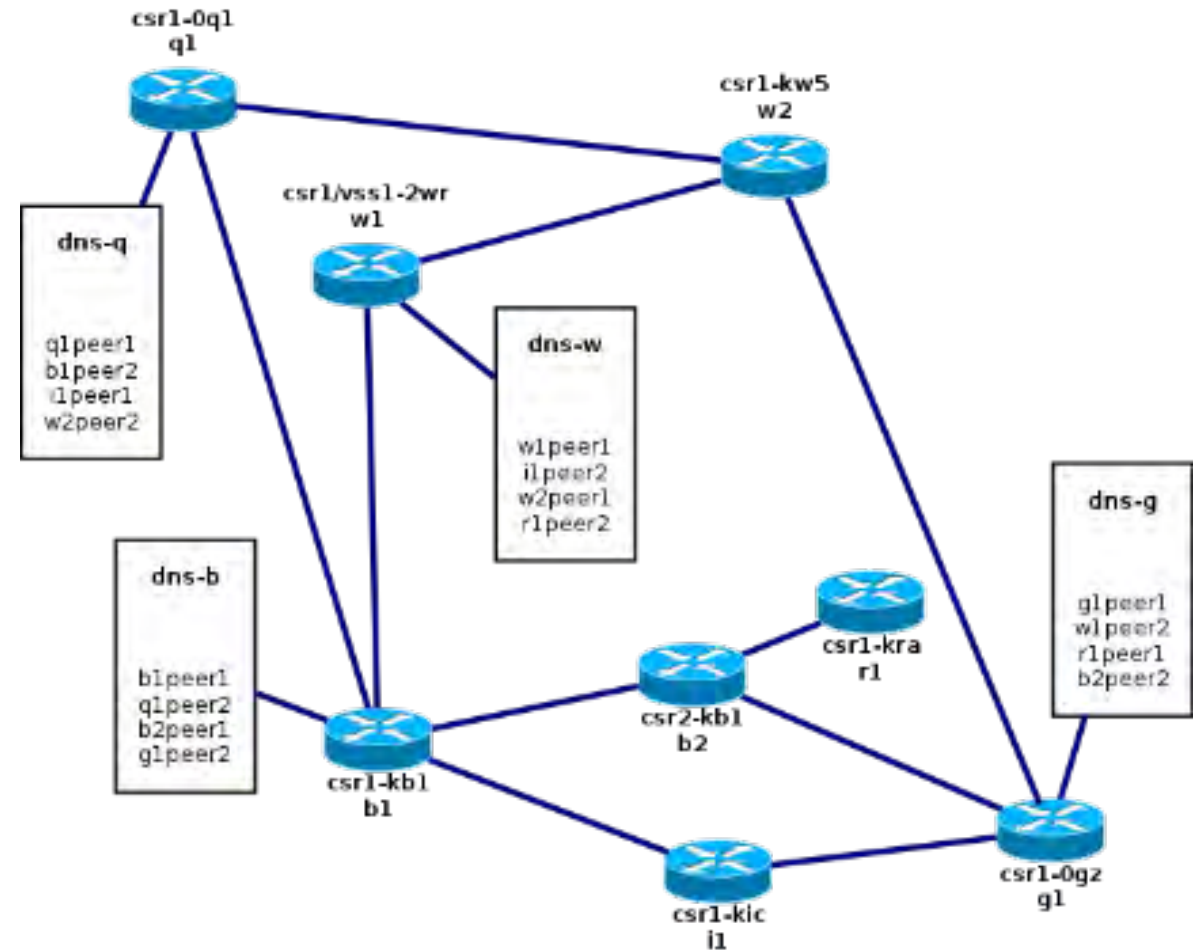 csr1-0q1
q1
csr1-kw5
w2
csr1/vss1-2wr
w1
dns-q
q1peer1
b1peer2
i1peer1
w2peer2
dns-w
w1peer1
i1peer2
w2peer1
r1peer2
dns-g
g1peer1
w1peer2
r1peer1
b2peer2
dns-b
b1peer1
q1peer2
b2peer1
g1peer2
csr1-kra
r1
csr2-kb1
b2
csr1-kb1
b1
csr1-0gz
g1
csr1-kic
i1